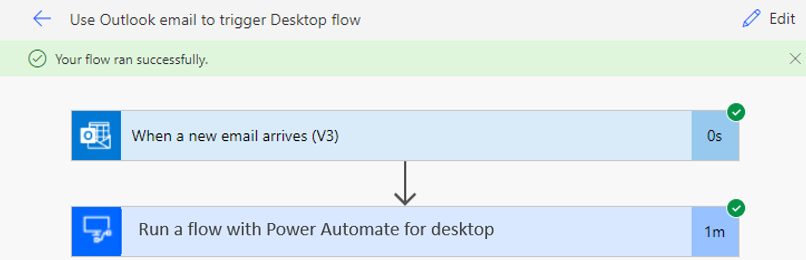 Use Outlook email to trigger Desktop flow
Edit
Your flow ran successfully.
When a new email arrives (V3)
0s
Run a flow with Power Automate for desktop
1m